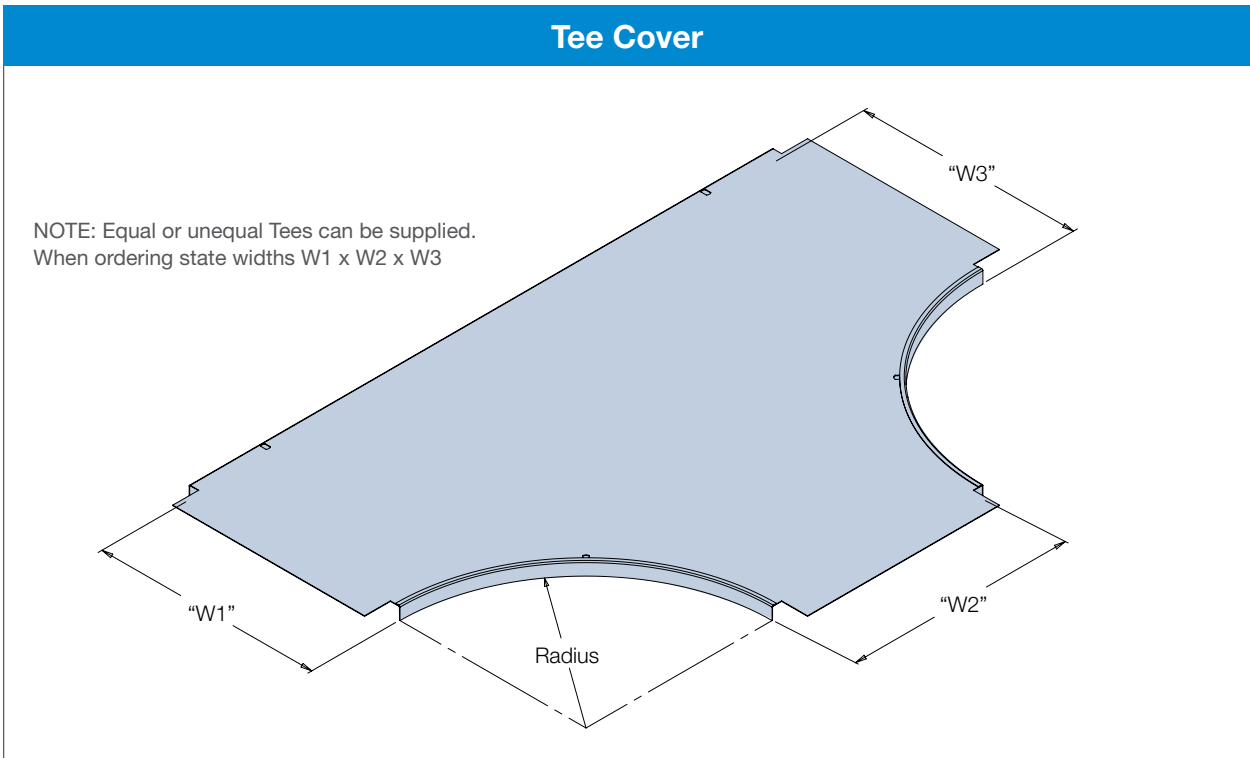 Tee Cover
“W3”
NOTE: Equal or unequal Tees can be supplied.
When ordering state widths W1 x W2 x W3
“W1”
“W2”
Radius